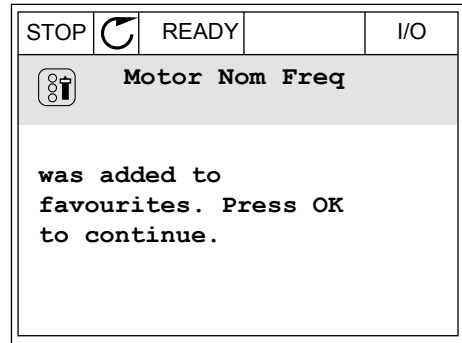 STOP READY I/O
Motor Nom Freq
was added to
favourites. Press OK
to continue.